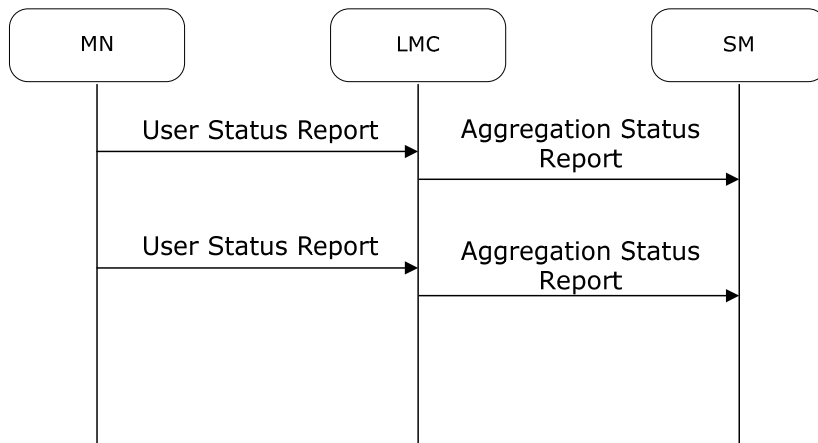 MN
LMC
SM
User Status Report
Aggregation Status
Report
User Status Report
Aggregation Status
Report